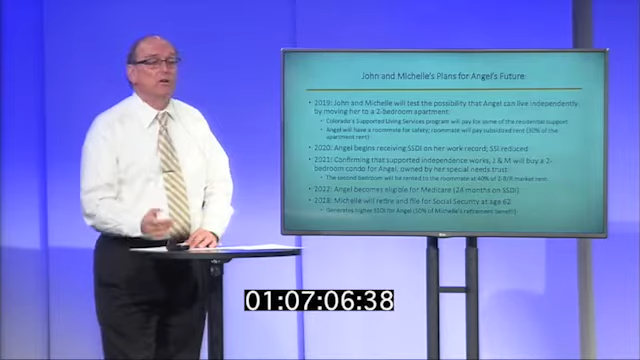 John and Michelle's Plans for Angel's Future:
• 2019: John and Michelle will test the possibility that Angel can live independently
by moving her to a 2-bedroom apartment:
• Colorado's Supported Living Services program will pay for some of the residential support
• Angel will have a roommate for safety; roommate will pay subsidized rent (30% of the
apartment rent)
• 2020: Angel begins receiving SSDI on her work record; SSI reduced
• 2021: Confirming that supported independence works, J & M will buy a 2-
bedroom condo for Angel, owned by her special needs trust:
• The second bedroom will be rented to the roommate at 40% of 2-B/R market rent
• 2022: Angel becomes eligible for Medicare (24 months on SSDI)
• 2028: Michelle will retire and file for Social Security at age 62
• Generates higher SSDI for Angel (50% of Michelle's retirement benefit)
01:07:06:38